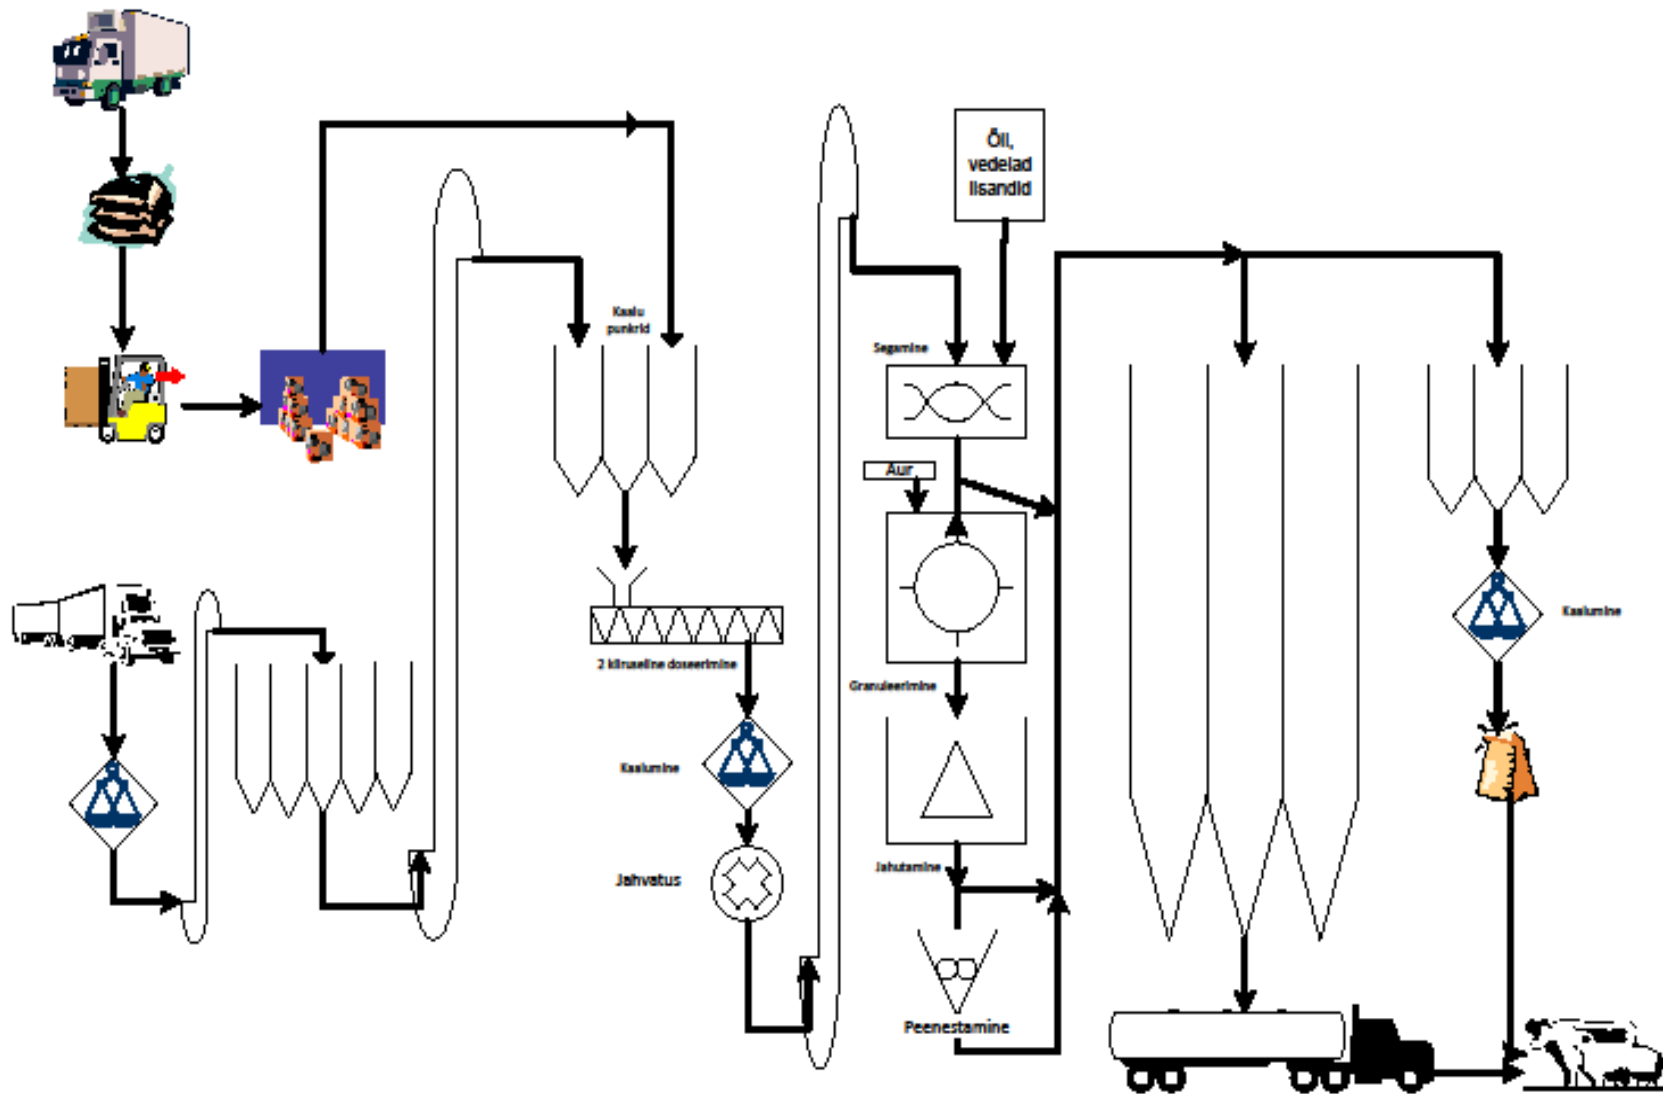 Õli,
vedelad
lisandid
Kaalu
punkrid
Segamine
Aur
Kaalumine
2 kiiruseline doseerimine
Granuleerimine
Kaalumine
Jahutamine
Jahvatus
Peenestamine